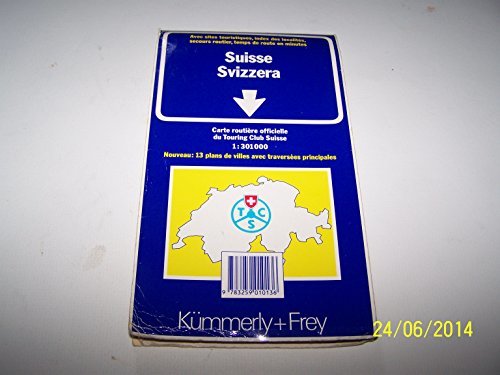 Avec sites touristiques, index des localités,
secours routier, temps de route en minutes
Suisse
Svizzera
Carte routière officielle
du Touring Club Suisse
1:301000
Nouveau: 13 plans de villes avec traversées principales
T C
S
9 783259 010136
Kümmerly+Frey
24/06/2014